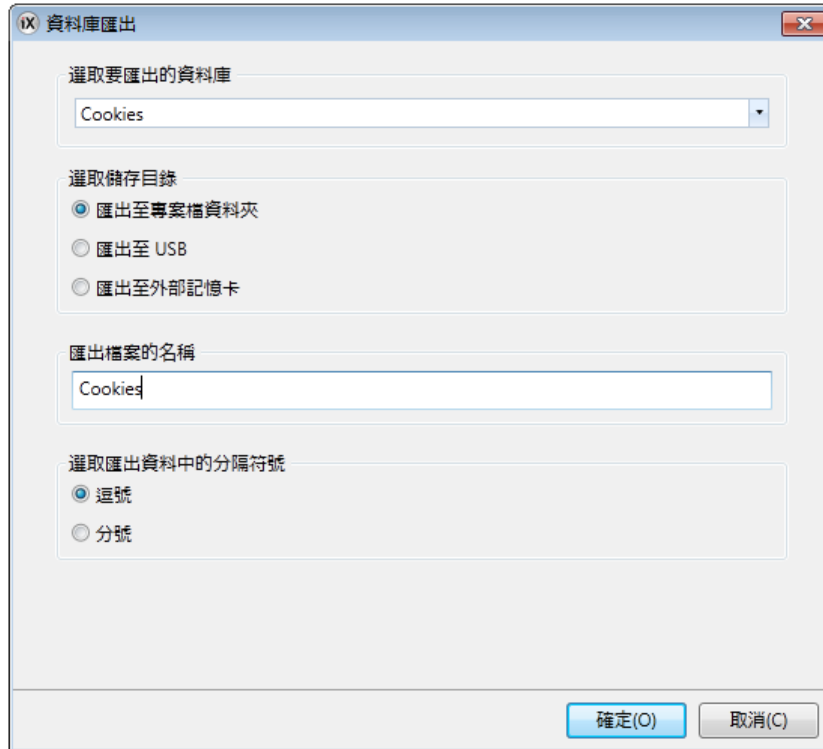 iX 資料庫匯出
選取要匯出的資料庫
Cookies
選取儲存目錄
匯出至專案檔資料夾
匯出至 USB
匯出至外部記憶卡
匯出檔案的名稱
Cookies
選取匯出資料中的分隔符號
逗號
分號
確定(O) 取消(C)